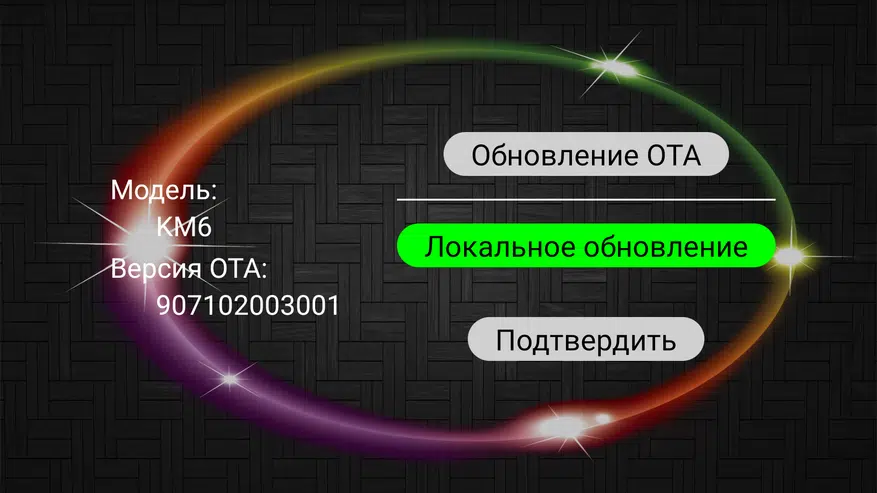 Модель:
KM6
Версия OTA:
907102003001
Обновление OTA
Локальное обновление
Подтвердить